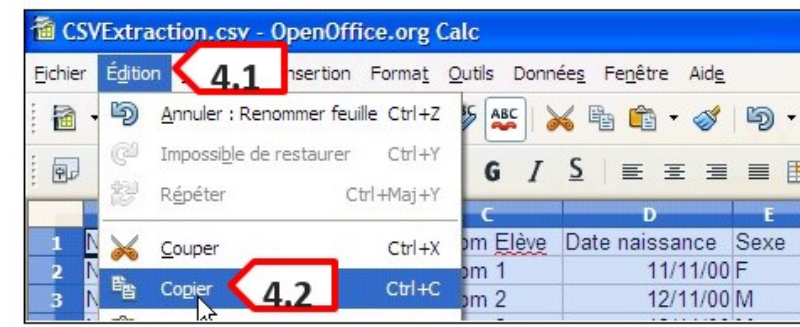 CSVExtraction.csv - OpenOffice.org Calc
Fichier Édition 4.1 Insertion Format Outils Données Fenêtre Aide
Annuler : Renommer feuille Ctrl+Z ABC
Impossible de restaurer Ctrl+Y G I S
Répéter Ctrl+Maj+Y
C D E
1 N Couper Ctrl+X om Elève Date naissance Sexe
2 N om 1 11/11/00 F
3 N Copier 4.2 Ctrl+C om 2 12/11/00 M